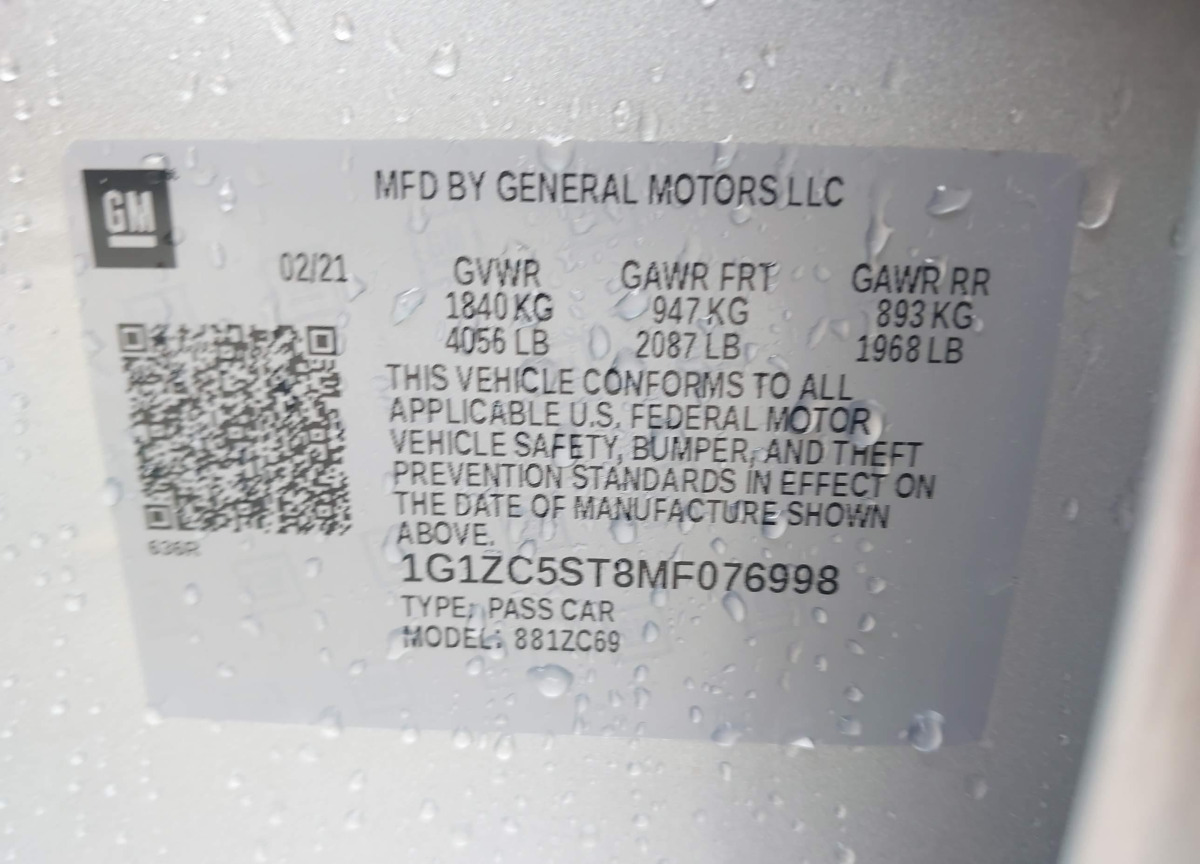 GM
MFD BY GENERAL MOTORS LLC
02/21 GVWR GAWR FRT GAWR RR
1840 KG 947 KG 893 KG
4056 LB 2087 LB 1968 LB
THIS VEHICLE CONFORMS TO ALL
APPLICABLE U.S. FEDERAL MOTOR
VEHICLE SAFETY, BUMPER, AND THEFT
PREVENTION STANDARDS IN EFFECT ON
THE DATE OF MANUFACTURE SHOWN
ABOVE.
636R
1G1ZC5ST8MF076998
TYPE: PASS CAR
MODEL: 881ZC69